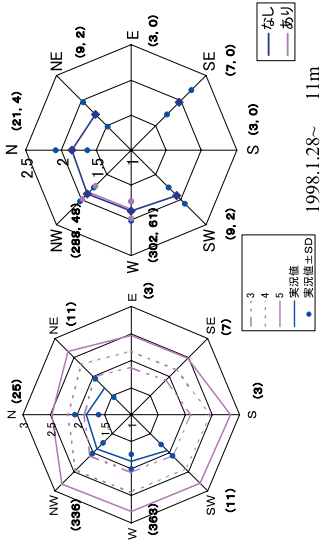 N
(25)
3
2.5
2
1.5
1
NE
(11)
E
(3)
SE
(7)
S
(3)
SW
(11)
W
(363)
NW
(336)
3
4
5
実況値
実況値±SD
N
(21, 4)
2.5
2
1.5
1
NE
(9, 2)
E
(3, 0)
SE
(7, 0)
S
(3, 0)
SW
(9, 2)
W
(302, 61)
NW
(288, 48)
なし
あり
1998.1.28~ 11m